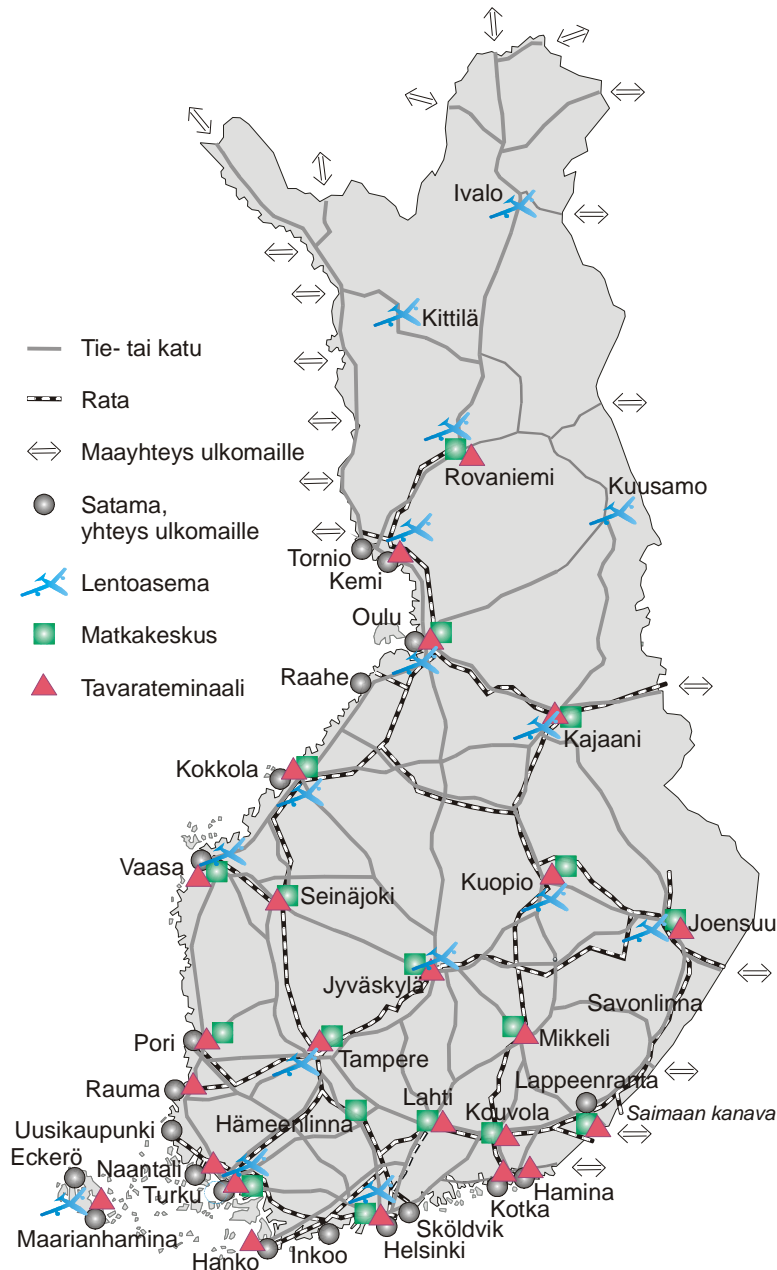 Ivalo
Kittilä
Tie- tai katu
Rata
Maayhteys ulkomaille
Satama,
yhteys ulkomaille
Lentoasema
Matkakeskus
Tavarateminaali
Rovaniemi
Kuusamo
Tornio
Kemi
Oulu
Raahe
Kajaani
Kokkola
Vaasa
Seinäjoki
Kuopio
Joensuu
Jyväskylä
Savonlinna
Pori
Tampere
Mikkeli
Rauma
Lahti
Lappeenranta
Hämeenlinna
Kouvola
Saimaan kanava
Uusikaupunki
Eckerö
Naantali
Turku
Hamina
Kotka
Maarianhamina
Sköldvik
Hanko
Inkoo
Helsinki